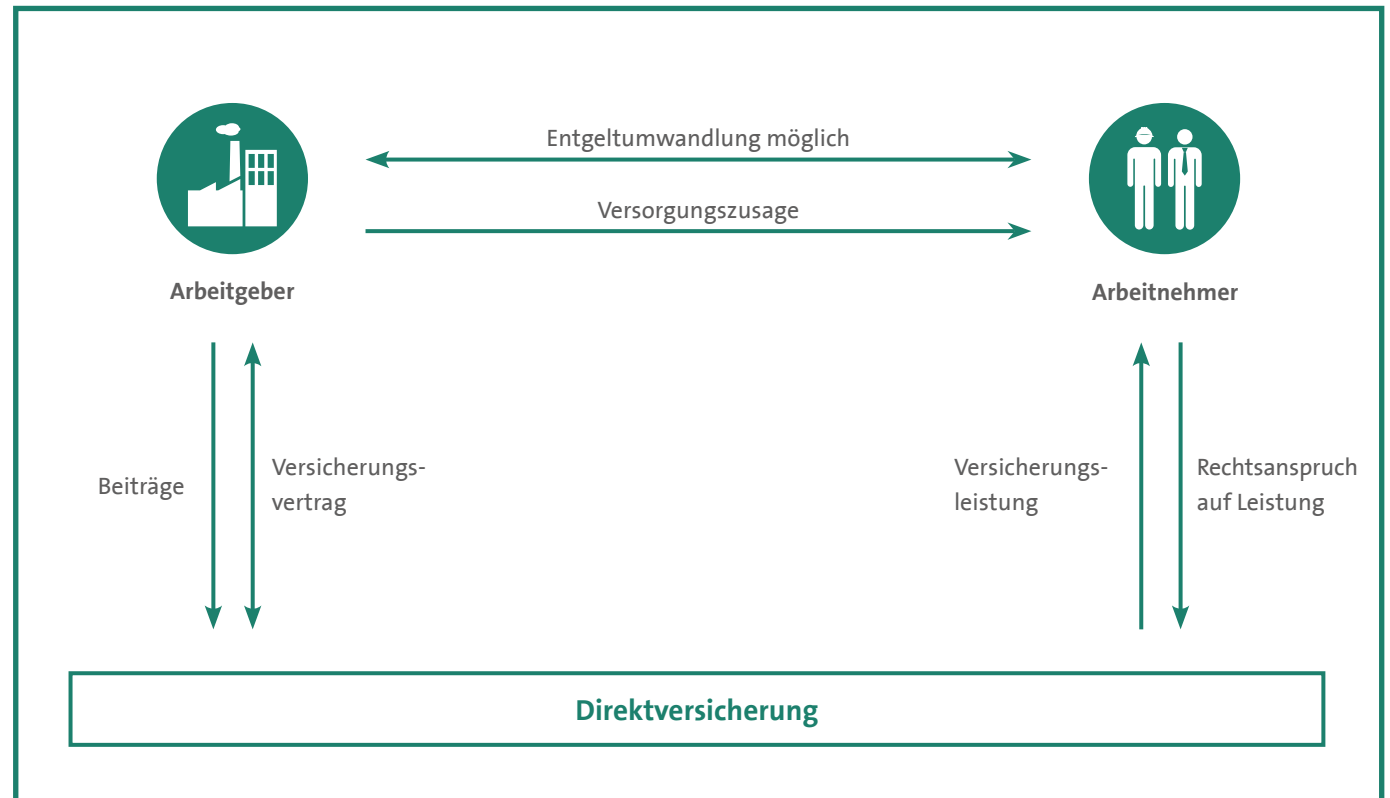 Entgeltumwandlung möglich
Versorgungszusage
Arbeitgeber
Arbeitnehmer
Beiträge
Versicherungs-
vertrag
Versicherungs-
leistung
Rechtsanspruch
auf Leistung
Direktversicherung